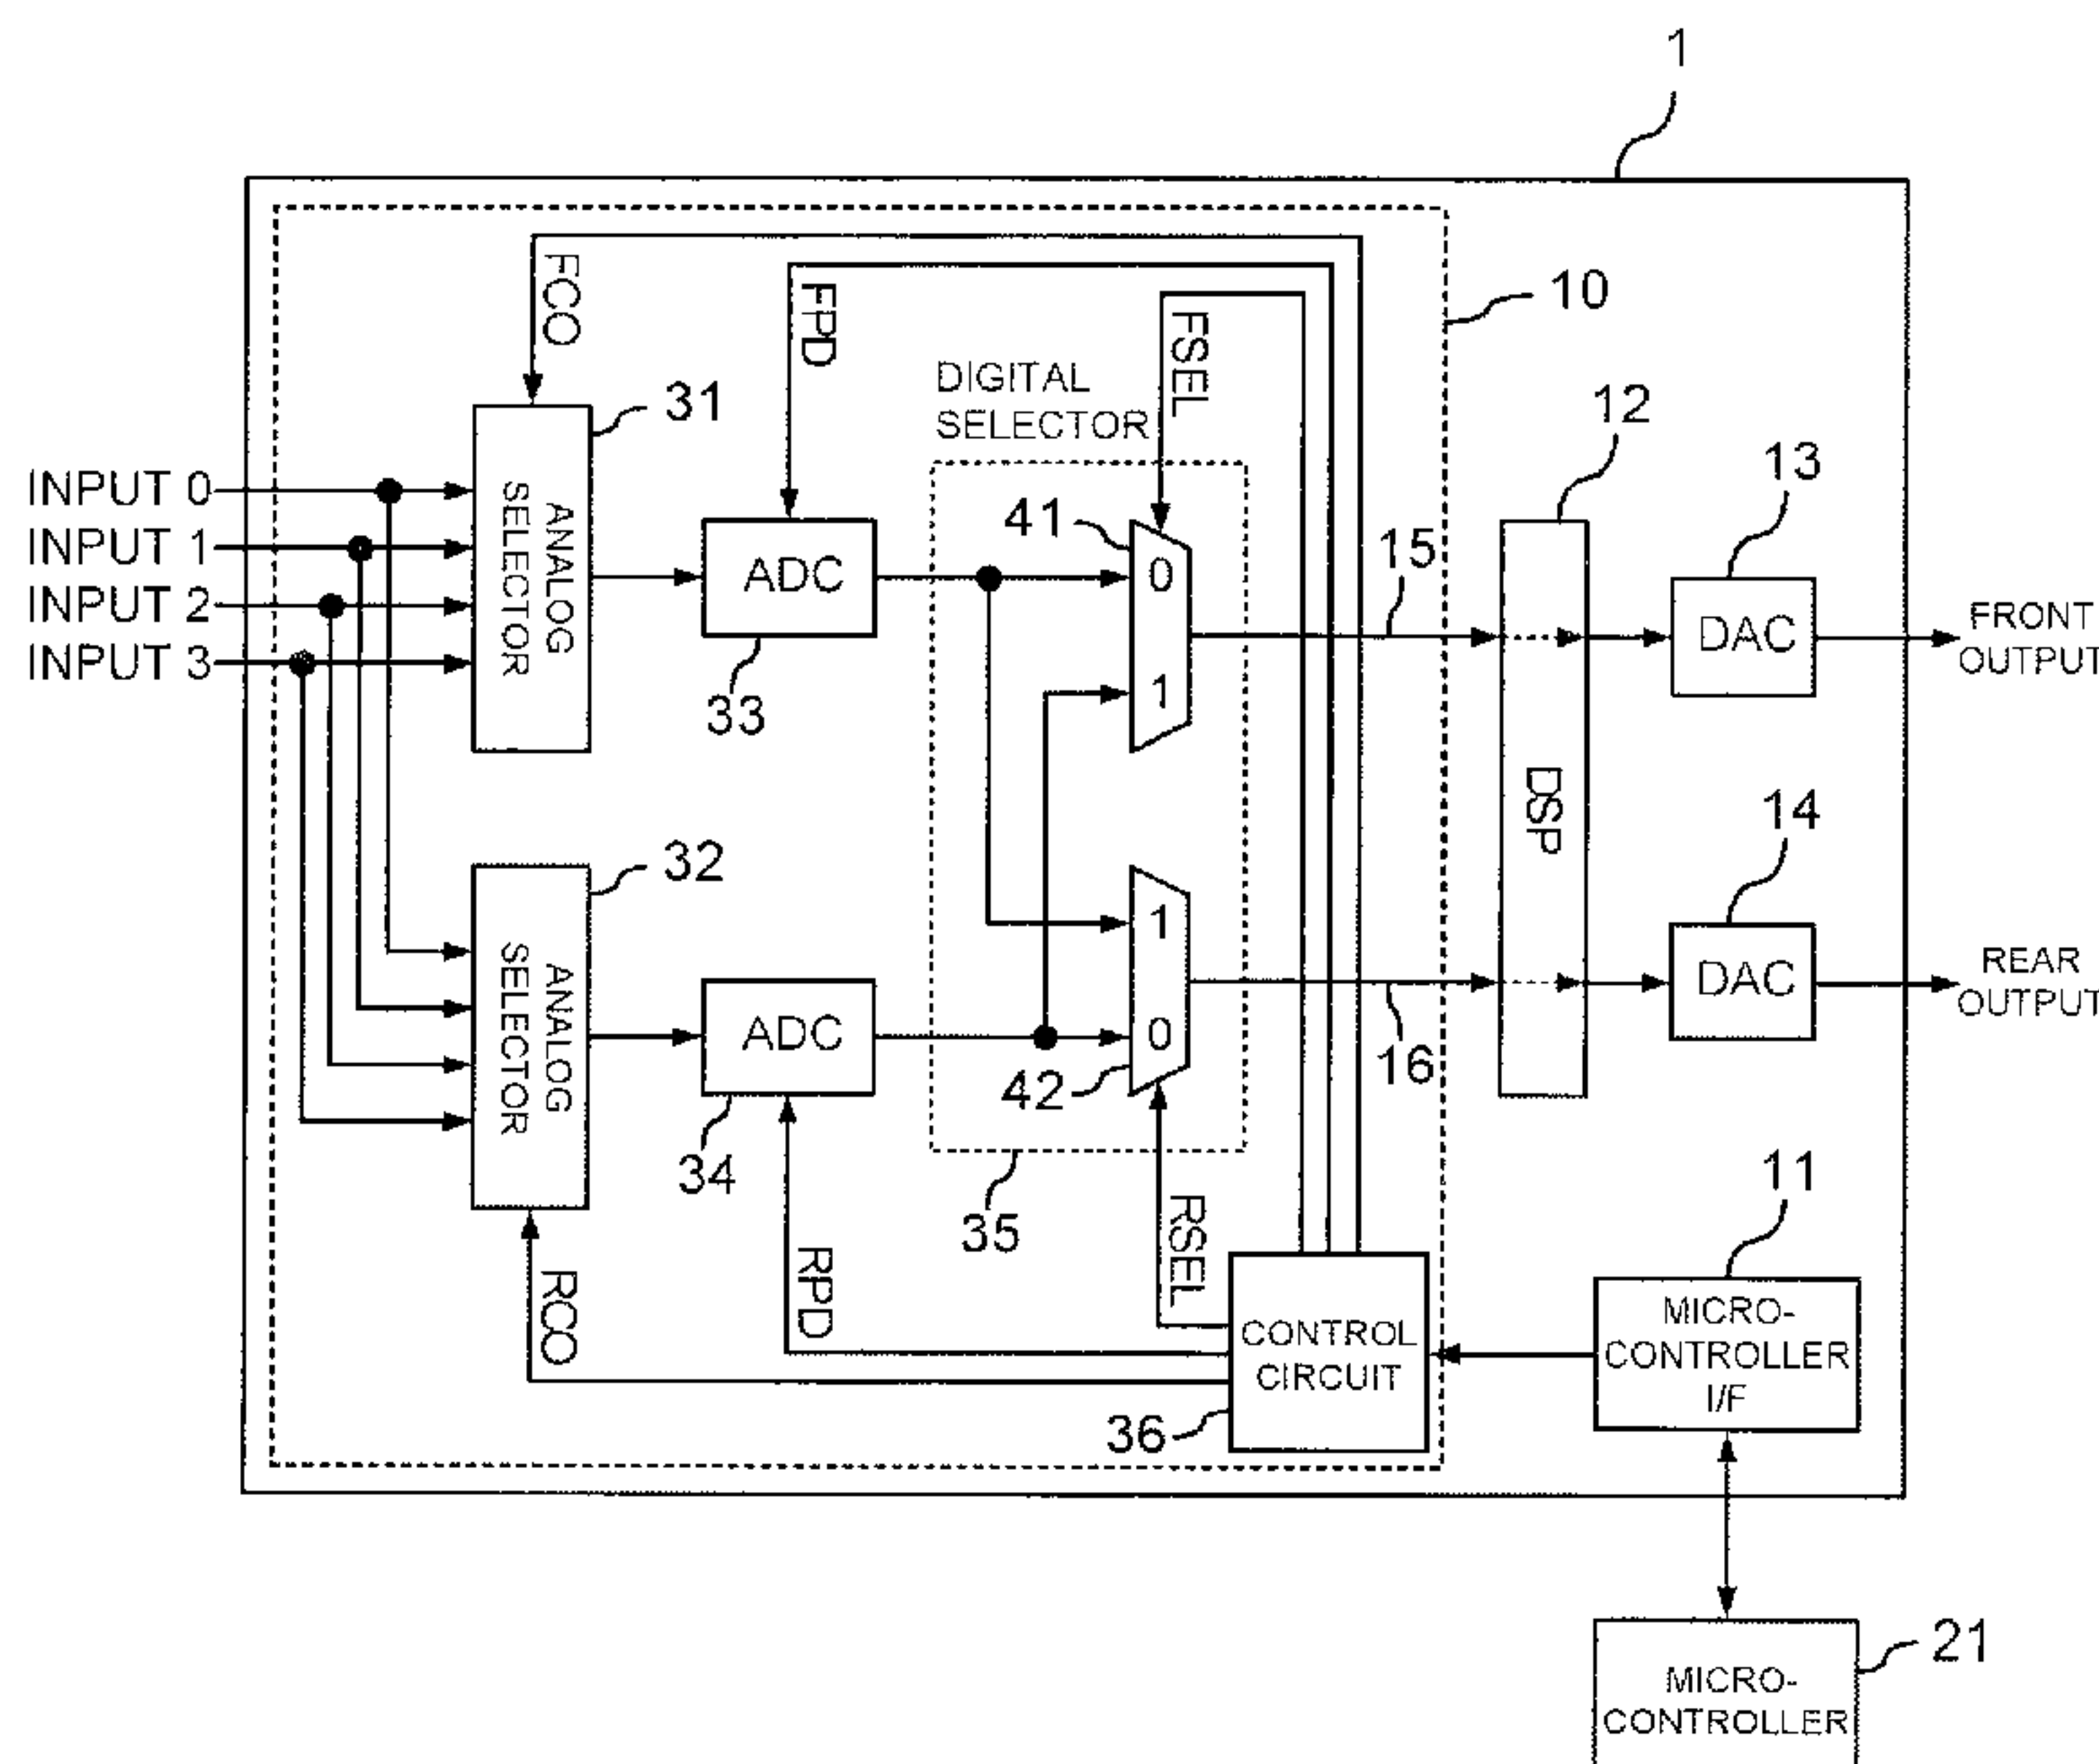 1
10
FCO
FPD
FSEL
DIGITAL
SELECTOR
31
12
13
INPUT 0
INPUT 1
INPUT 2
INPUT 3
ANALOG
SELECTOR
ADC
33
41
0
1
15
DSP
DAC
FRONT
OUTPUT
32
14
ANALOG
SELECTOR
ADC
34
1
0
42
16
DAC
REAR
OUTPUT
35
11
RCO
RPD
RSEL
CONTROL
CIRCUIT
36
MICRO-
CONTROLLER
I/F
21
MICRO-
CONTROLLER